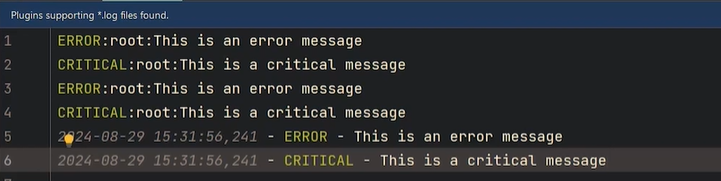 Plugins supporting *.log files found.
1 ERROR:root:This is an error message
2 CRITICAL:root:This is a critical message
3 ERROR:root:This is an error message
4 CRITICAL:root:This is a critical message
5 2024-08-29 15:31:56,241 - ERROR - This is an error message
6 2024-08-29 15:31:56,241 - CRITICAL - This is a critical message